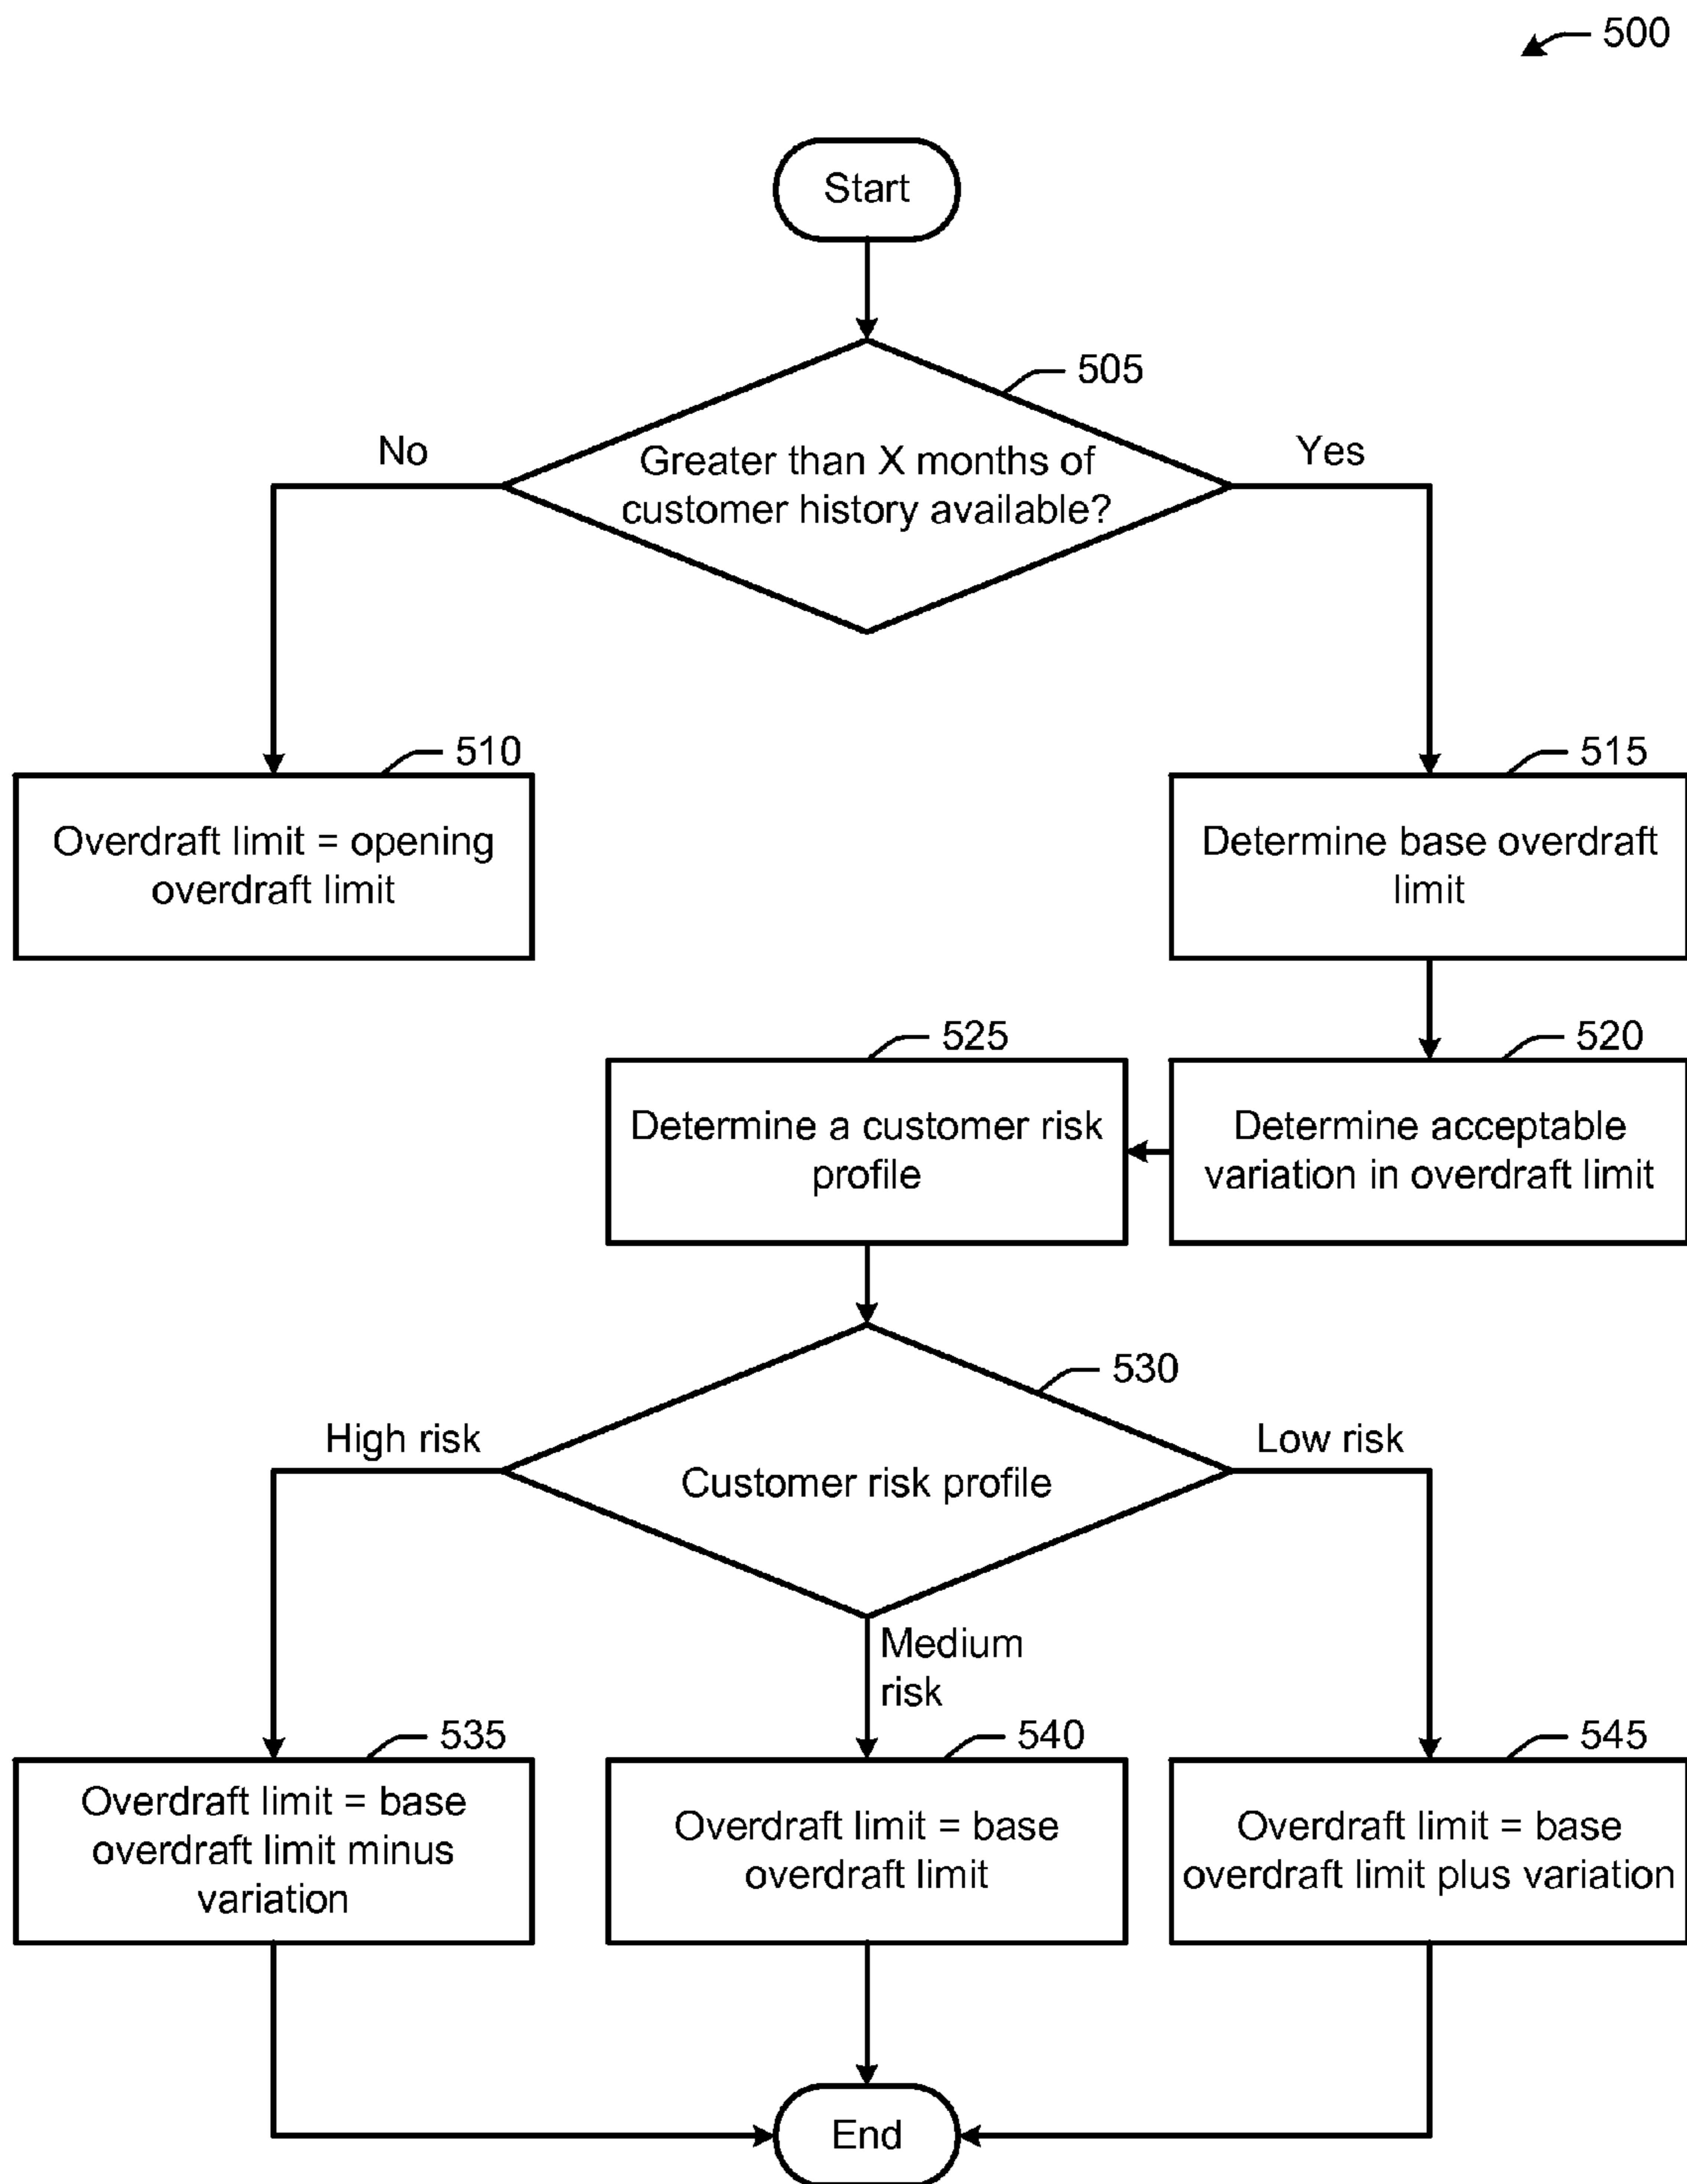 500
Start
505
No
Greater than X months of
customer history available?
Yes
510
Overdraft limit = opening
overdraft limit
515
Determine base overdraft
limit
525
Determine a customer risk
profile
520
Determine acceptable
variation in overdraft limit
530
High risk
Customer risk profile
Low risk
Medium
risk
535
Overdraft limit = base
overdraft limit minus
variation
540
Overdraft limit = base
overdraft limit
545
Overdraft limit = base
overdraft limit plus variation
End